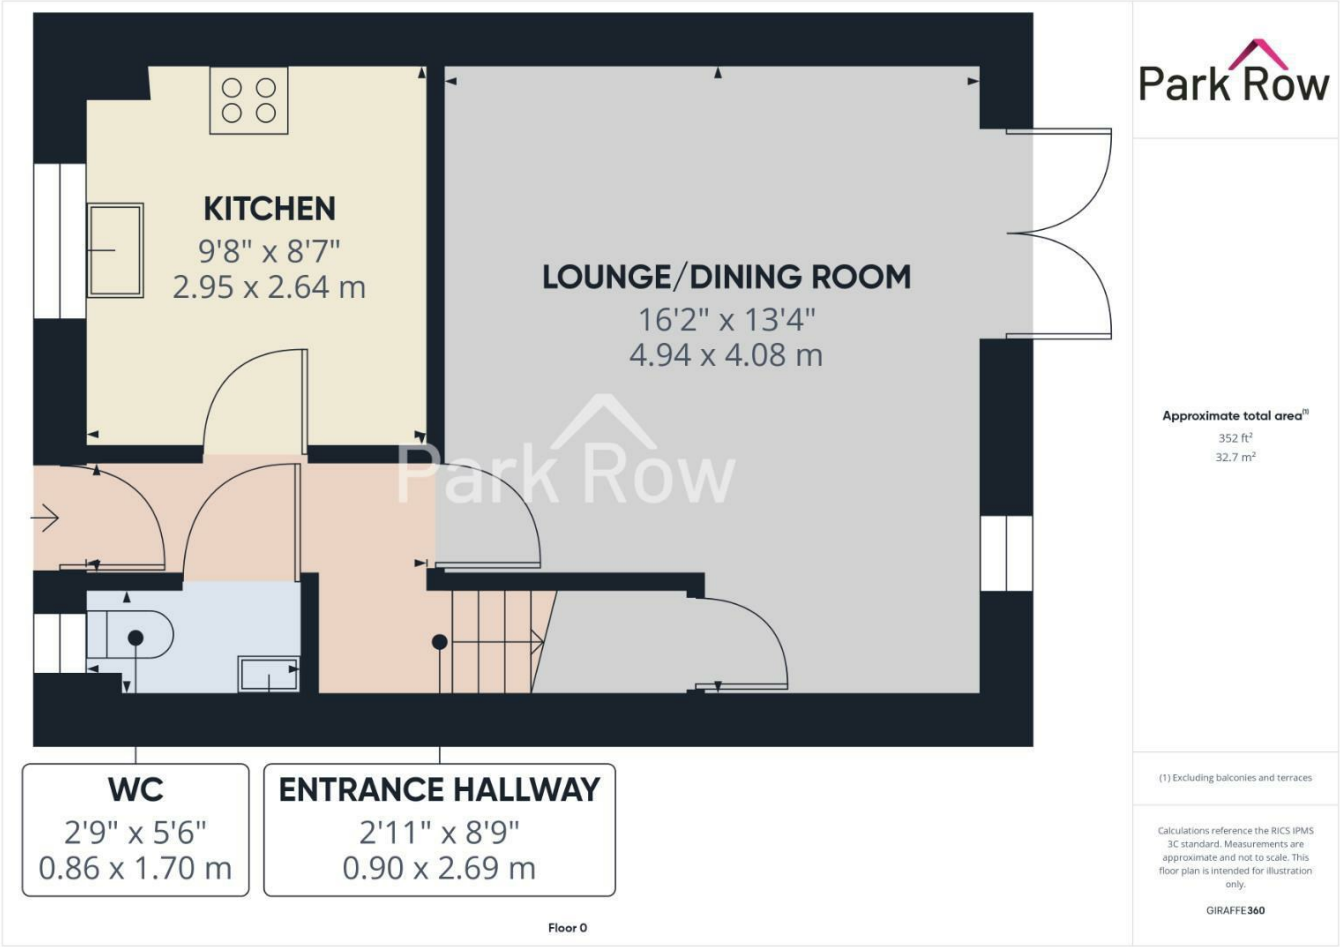 KITCHEN
9'8" x 8'7"
2.95 x 2.64 m
LOUNGE/DINING ROOM
16'2" x 13'4"
4.94 x 4.08 m
Park Row
WC
2'9" x 5'6"
0.86 x 1.70 m
ENTRANCE HALLWAY
2'11" x 8'9"
0.90 x 2.69 m
Floor 0
Park Row
Approximate total area(1)
352 ft²
32.7 m²
(1) Excluding balconies and terraces
Calculations reference the RICS IPMS
3C standard. Measurements are
approximate and not to scale. This
floor plan is intended for illustration
only.
GIRAFFE360